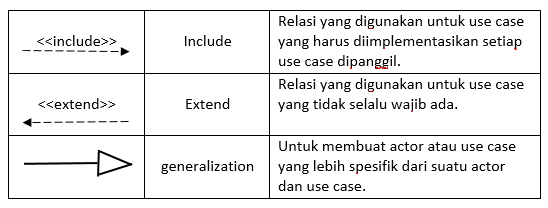 <<include>>
Include
Relasi yang digunakan untuk use case
yang harus diimplementasikan setiap
use case dipanggil.
<<extend>>
Extend
Relasi yang digunakan untuk use case
yang tidak selalu wajib ada.
generalization
Untuk membuat actor atau use case
yang lebih spesifik dari suatu actor
dan use case.